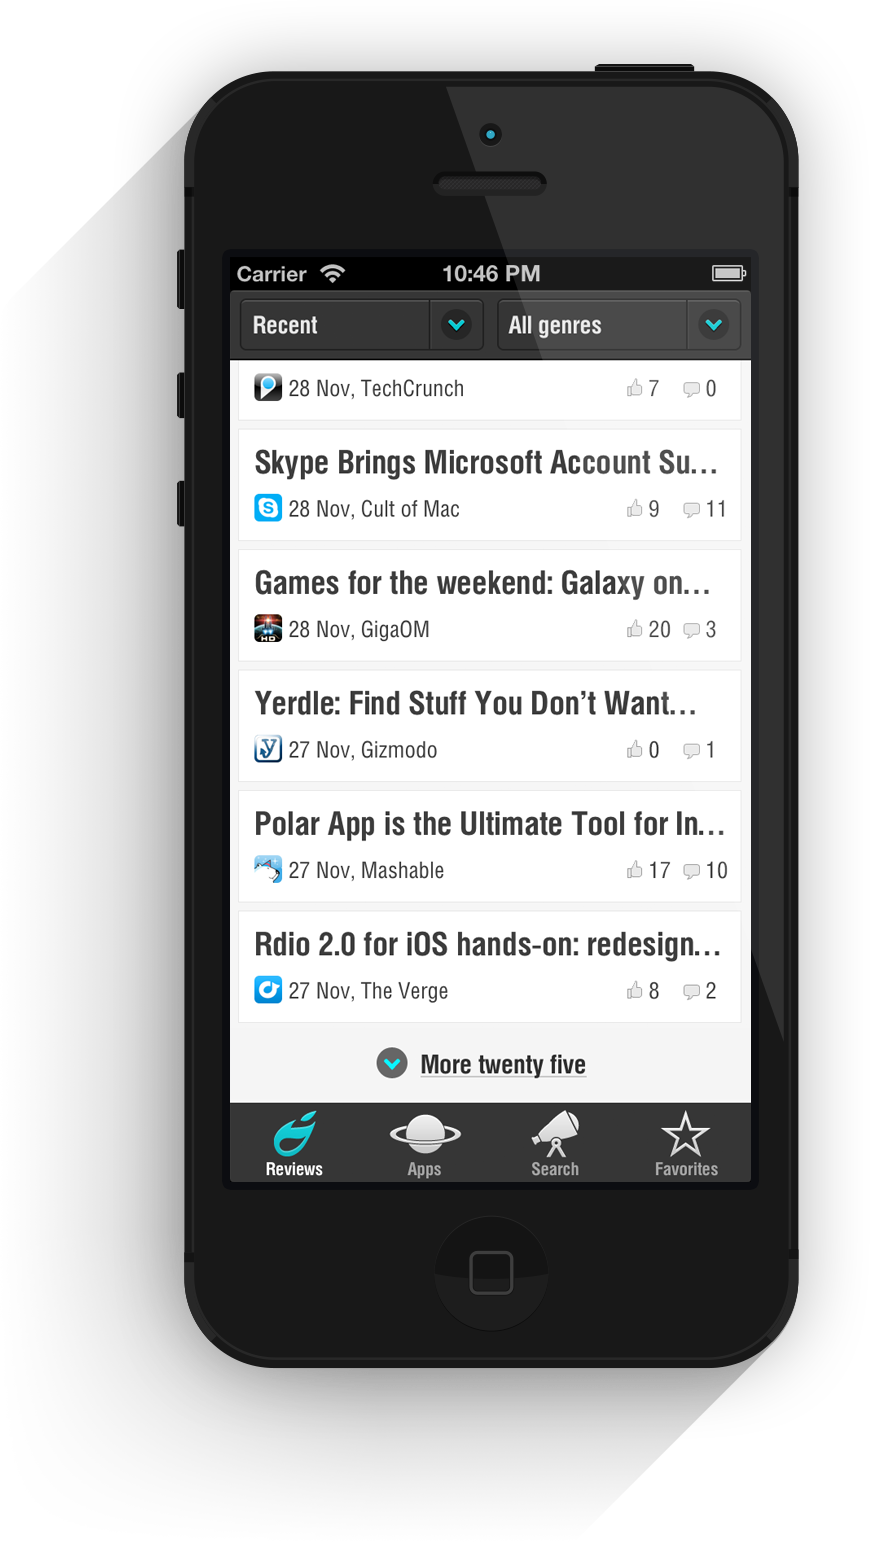 Carrier 10:46 PM
Recent All genres
28 Nov, TechCrunch 7 0
Skype Brings Microsoft Account Su…
28 Nov, Cult of Mac 9 11
Games for the weekend: Galaxy on…
HD 28 Nov, GigaOM 20 3
Yerdle: Find Stuff You Don’t Want…
y 27 Nov, Gizmodo 0 1
Polar App is the Ultimate Tool for In…
27 Nov, Mashable 17 10
Rdio 2.0 for iOS hands-on: redesign…
27 Nov, The Verge 8 2
More twenty five
Reviews Apps Search Favorites